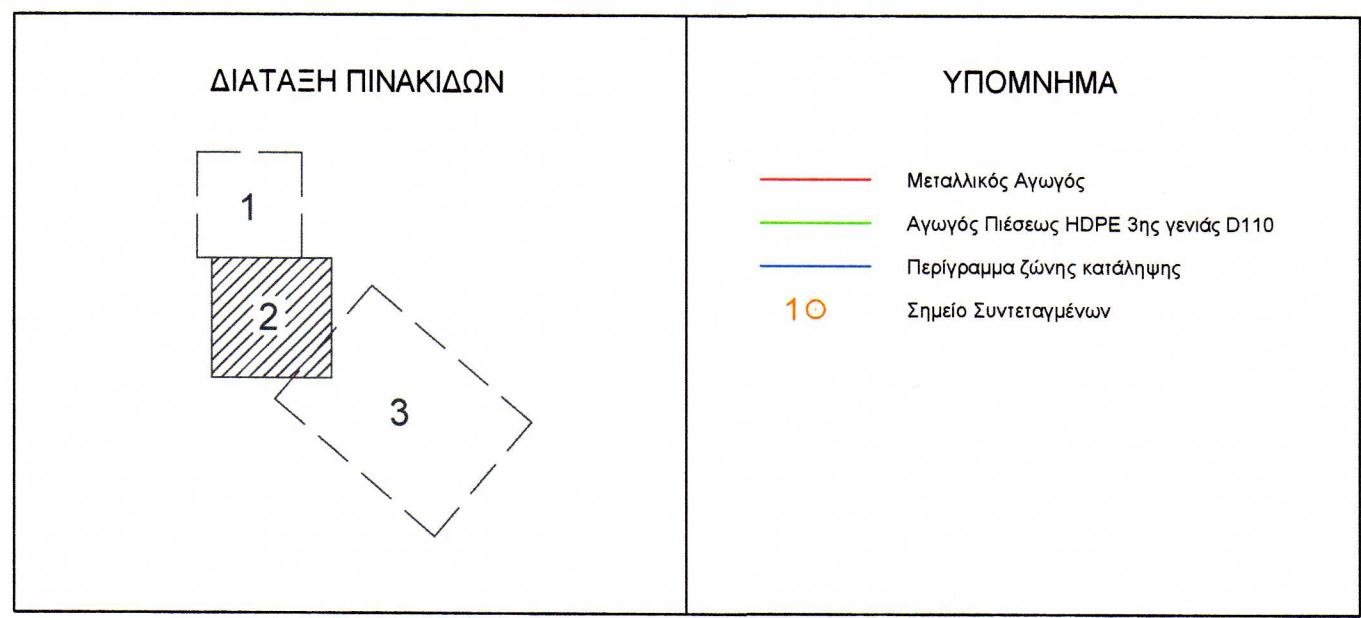 ΔΙΑΤΑΞΗ ΠΙΝΑΚΙΔΩΝ
1
2
3
ΥΠΟΜΝΗΜΑ
Μεταλλικός Αγωγός
Αγωγός Πιέσεως HDPE 3ης γενιάς D110
Περίγραμμα ζώνης κατάληψης
1 Σημείο Συντεταγμένων